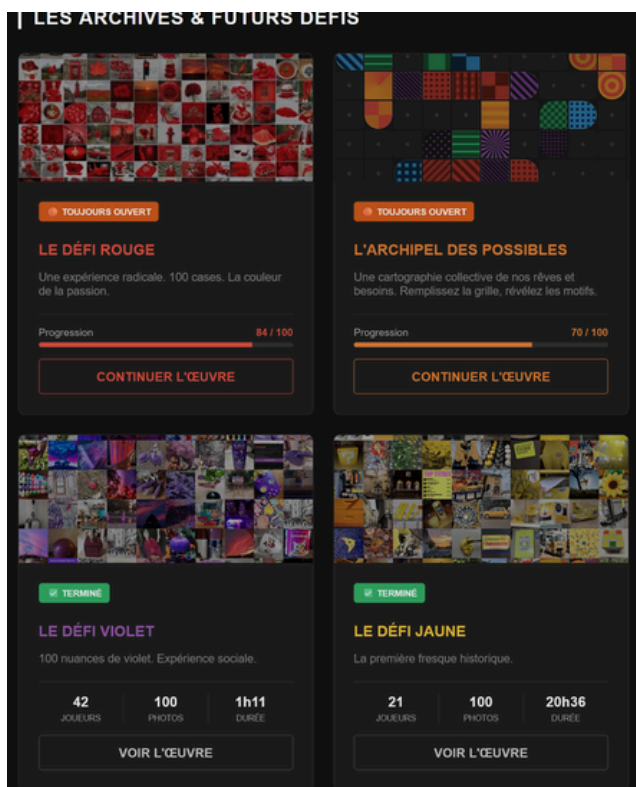 LES ARCHIVES & FUTURS DÉFIS
TOUJOURS OUVERT
LE DÉFI ROUGE
Une expérience radicale. 100 cases. La couleur
de la passion.
Progression 84 / 100
CONTINUER L'ŒUVRE
TOUJOURS OUVERT
L'ARCHIPEL DES POSSIBLES
Une cartographie collective de nos rêves et
besoins. Remplissez la grille, révélez les motifs.
Progression 70 / 100
CONTINUER L'ŒUVRE
TERMINÉ
LE DÉFI VIOLET
100 nuances de violet. Expérience sociale.
42 100 1h11
JOUEURS PHOTOS DURÉE
VOIR L'ŒUVRE
TERMINÉ
LE DÉFI JAUNE
La première fresque historique.
21 100 20h36
JOUEURS PHOTOS DURÉE
VOIR L'ŒUVRE